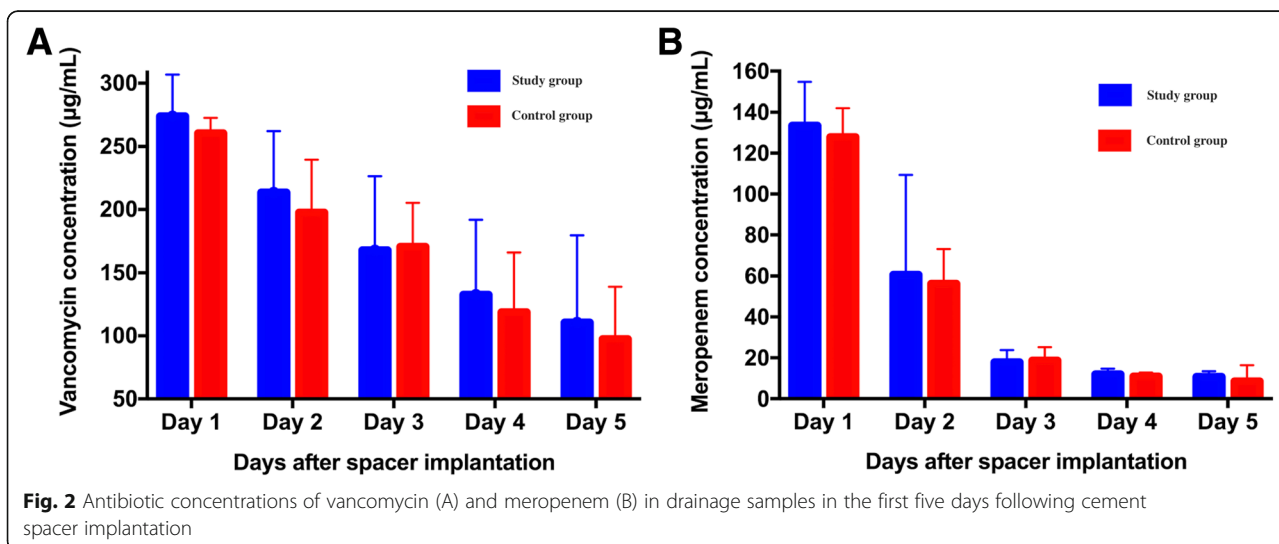 A
Vancomycin concentration (µg/mL)
300
250
200
150
100
50
Study group
Control group
Day 1 Day 2 Day 3 Day 4 Day 5
Days after spacer implantation
B
Meropenem concentration (µg/mL)
160
140
120
100
80
60
40
20
0
Study group
Control group
Day 1 Day 2 Day 3 Day 4 Day 5
Days after spacer implantation
Fig. 2 Antibiotic concentrations of vancomycin (A) and meropenem (B) in drainage samples in the first five days following cement
spacer implantation